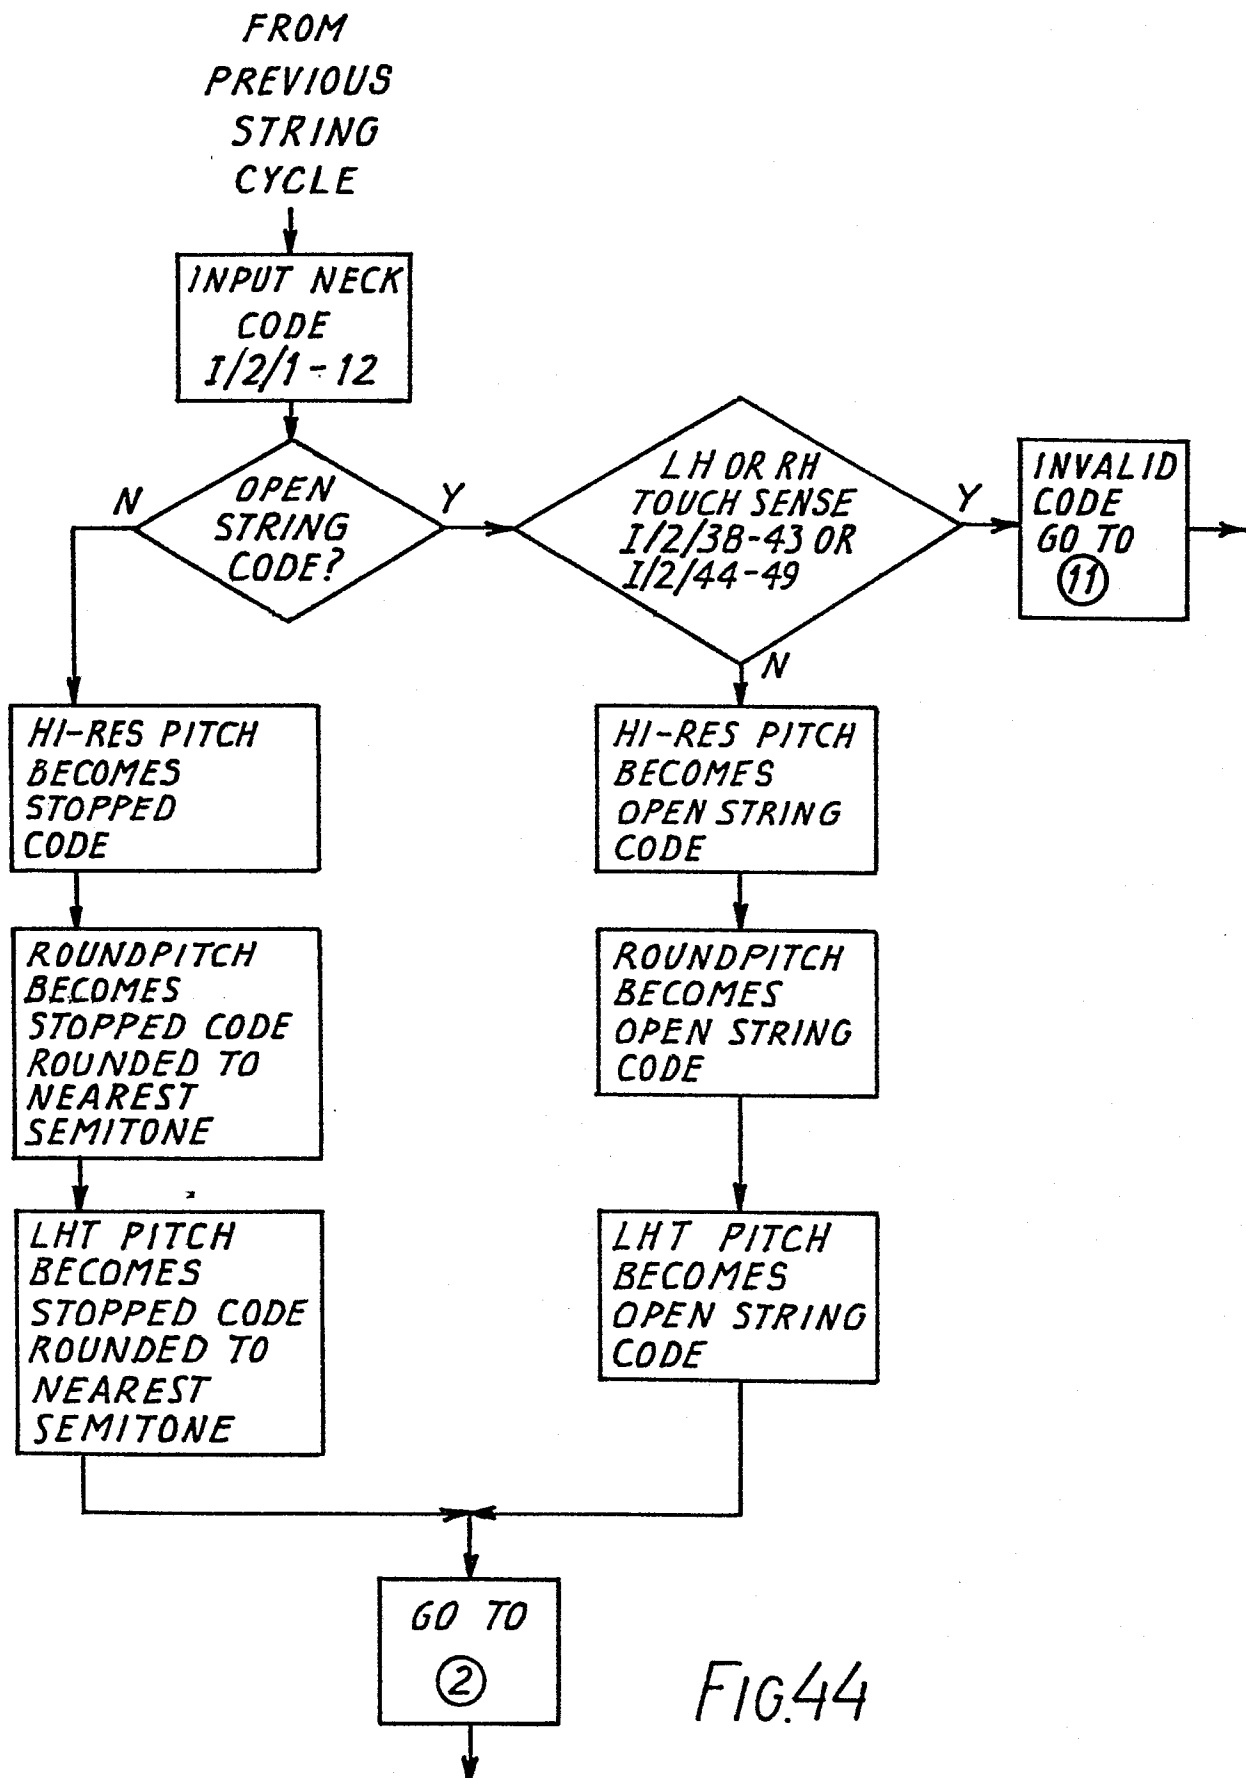 FROM
PREVIOUS
STRING
CYCLE
INPUT NECK
CODE
I/2/1-12
OPEN
STRING
CODE?
N
Y
LH OR RH
TOUCH SENSE
I/2/38-43 OR
I/2/44-49
Y
N
INVALID
CODE
GO TO
11
HI-RES PITCH
BECOMES
STOPPED
CODE
HI-RES PITCH
BECOMES
OPEN STRING
CODE
ROUNDPITCH
BECOMES
STOPPED CODE
ROUNDED TO
NEAREST
SEMITONE
ROUNDPITCH
BECOMES
OPEN STRING
CODE
LHT PITCH
BECOMES
STOPPED CODE
ROUNDED TO
NEAREST
SEMITONE
LHT PITCH
BECOMES
OPEN STRING
CODE
GO TO
2
FIG.44